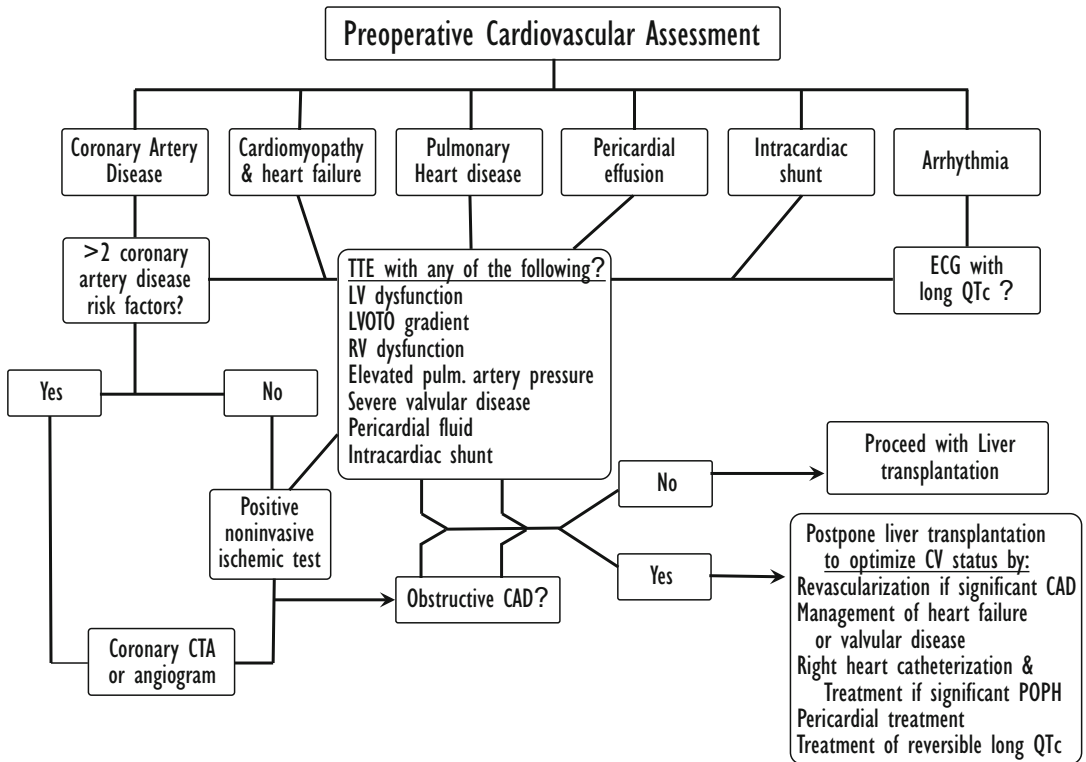 Preoperative Cardiovascular Assessment
Coronary Artery
Disease
Cardiomyopathy
& heart failure
Pulmonary
Heart disease
Pericardial
effusion
Intracardiac
shunt
Arrhythmia
>2 coronary
artery disease
risk factors?
TTE with any of the following?
LV dysfunction
LVOTO gradient
RV dysfunction
Elevated pulm. artery pressure
Severe valvular disease
Pericardial fluid
Intracardiac shunt
ECG with
long QTc ?
Yes
No
Positive
noninvasive
ischemic test
Coronary CTA
or angiogram
Obstructive CAD?
No
Yes
Proceed with Liver
transplantation
Postpone liver transplantation
to optimize CV status by:
Revascularization if significant CAD
Management of heart failure
or valvular disease
Right heart catheterization &
Treatment if significant POPH
Pericardial treatment
Treatment of reversible long QTc